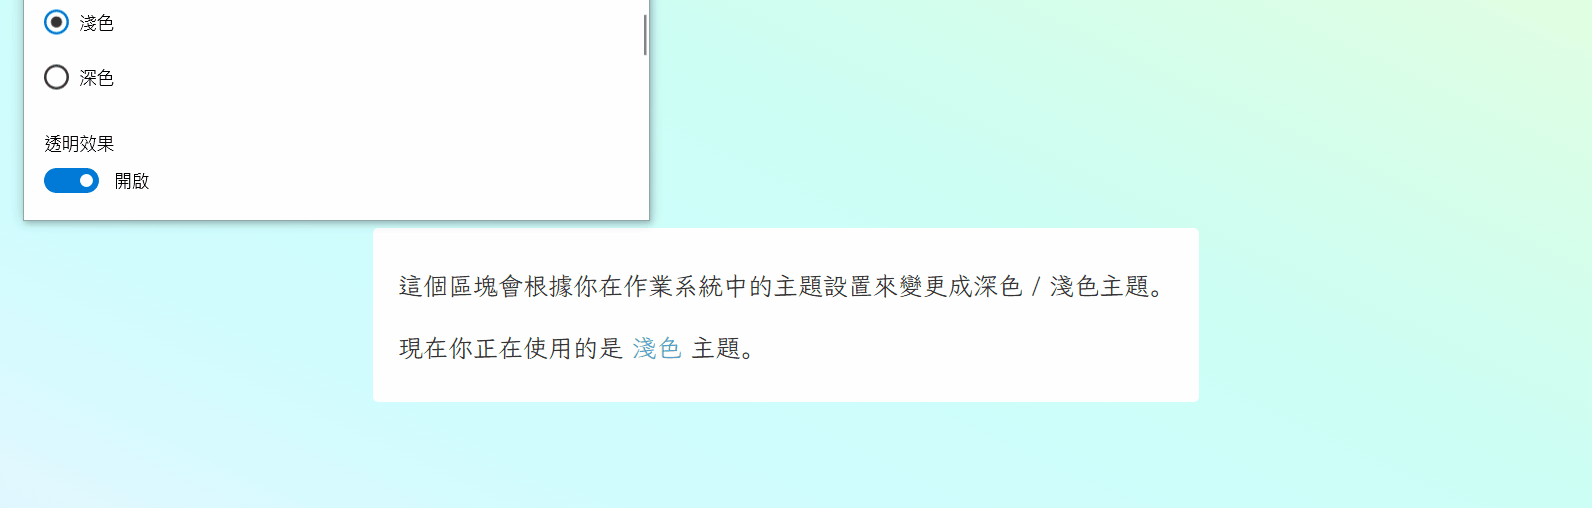 淺色
深色
透明效果
開啟
這個區塊會根據你在作業系統中的主題設置來變更成深色 / 淺色主題。
現在你正在使用的是 淺色 主題。